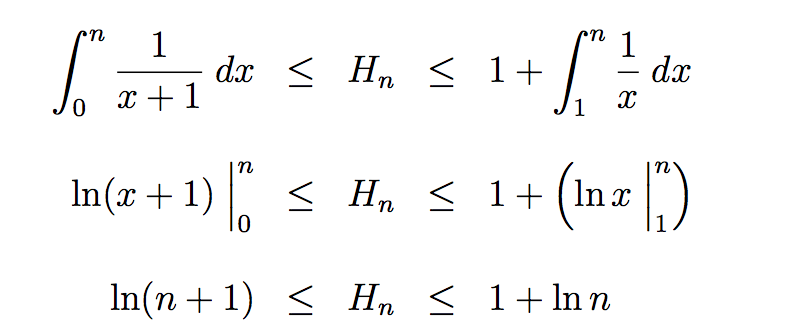 ∫₀ⁿ 1/(x + 1) dx ≤ Hₙ ≤ 1 + ∫₁ⁿ 1/x dx
ln(x + 1) |₀ⁿ ≤ Hₙ ≤ 1 + (ln x |₁ⁿ)
ln(n + 1) ≤ Hₙ ≤ 1 + ln n